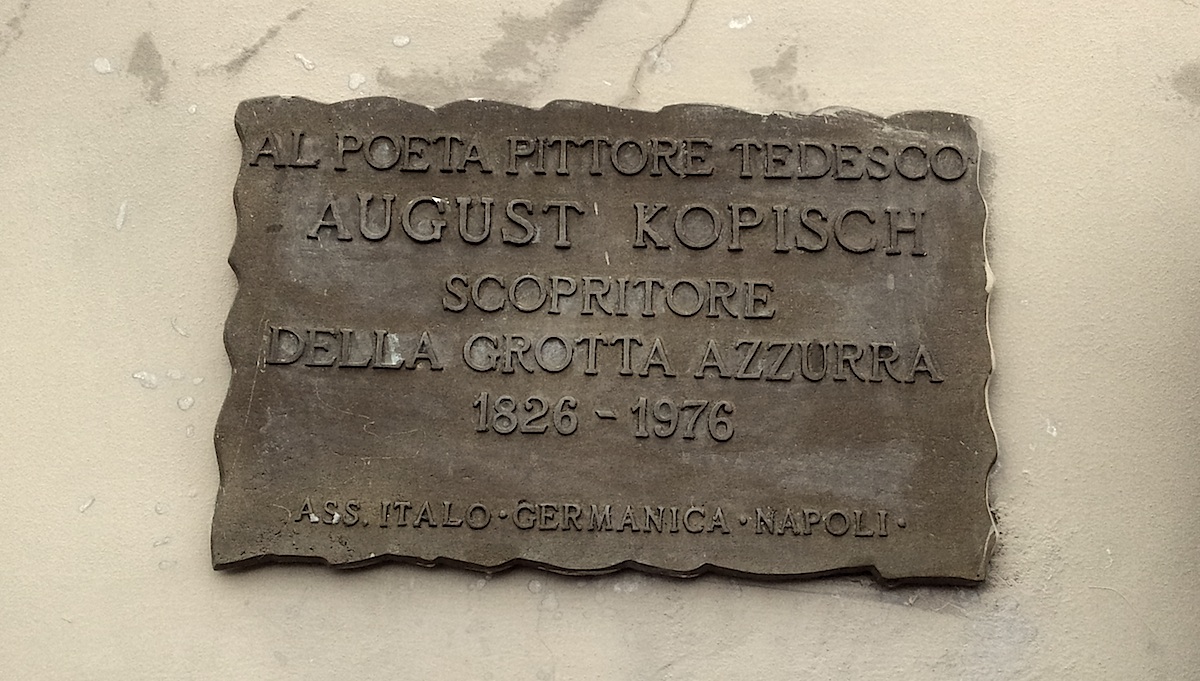 AL POETA PITTORE TEDESCO
AUGUST KOPISCH
SCOPRITORE
DELLA GROTTA AZZURRA
1826 - 1976
ASS. ITALO · GERMANICA · NAPOLI ·